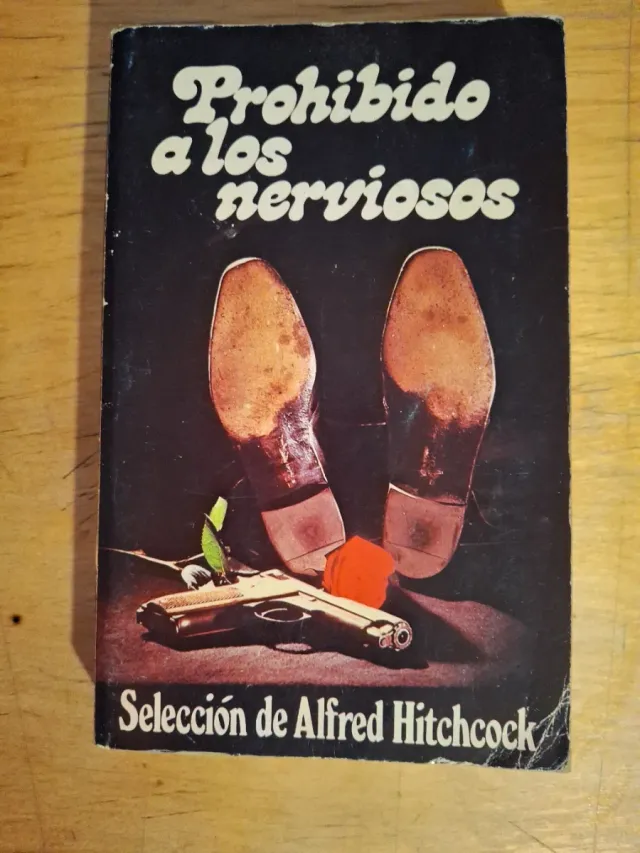 Prohibido
a los
nerviosos
Selección de Alfred Hitchcock